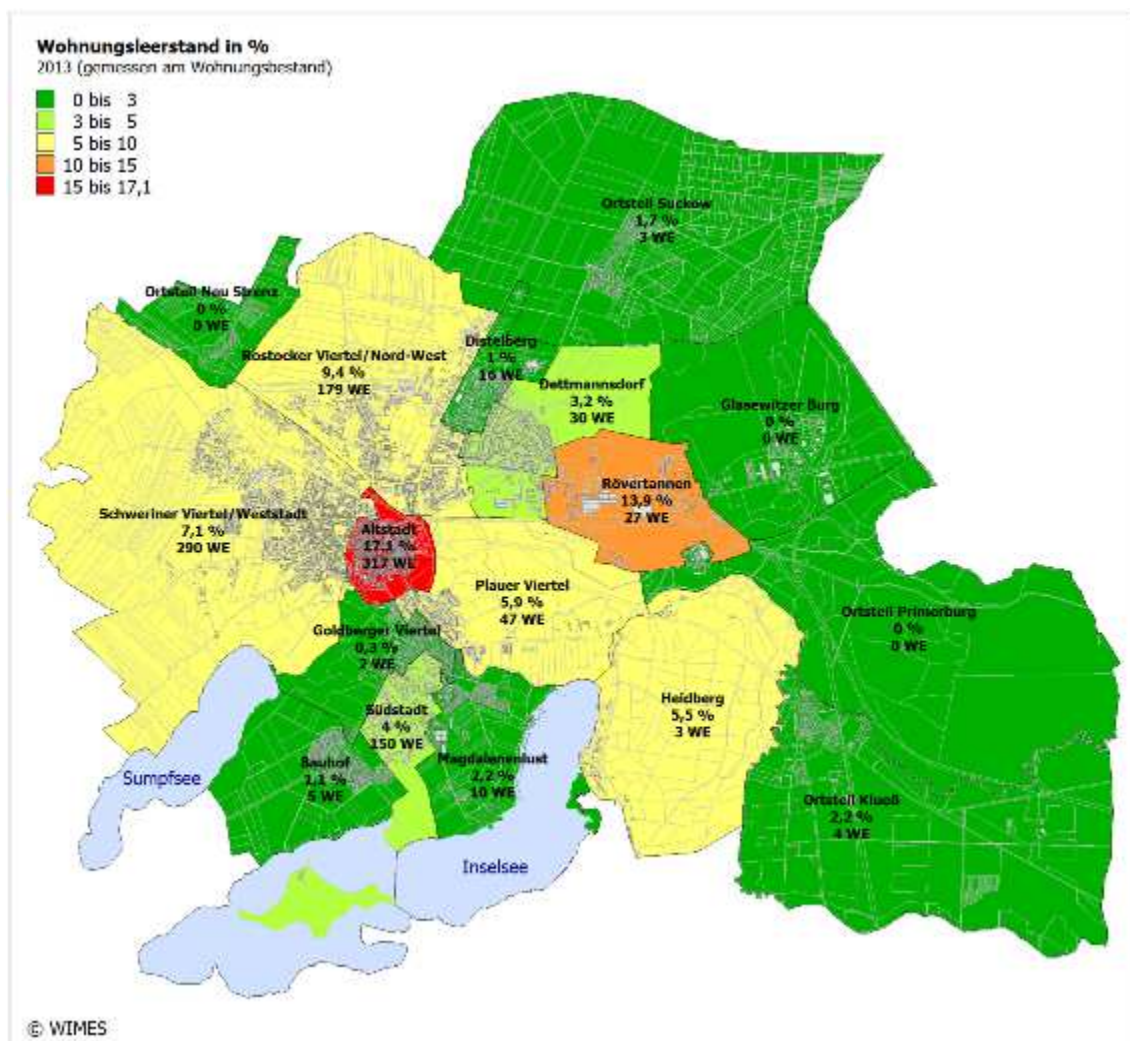 Wohnungsleerstand in %
2013 (gemessen am Wohnungsbestand)
0 bis 3
3 bis 5
5 bis 10
10 bis 15
15 bis 17,1
Ortsteil Suckow
1,7 %
3 WE
Ortsteil Neu Strenz
0 %
0 WE
Rostocker Viertel/Nord-West
9,4 %
179 WE
Distelberg
1 %
16 WE
Dettmannsdorf
3,2 %
30 WE
Glasewitzer Burg
0 %
0 WE
Rövertannen
13,9 %
27 WE
Schweriner Viertel/Weststadt
7,1 %
290 WE
Altstadt
17,1 %
317 WE
Plauer Viertel
5,9 %
47 WE
Ortsteil Primerburg
0 %
0 WE
Goldberger Viertel
0,3 %
2 WE
Heidberg
5,5 %
3 WE
Südstadt
4 %
150 WE
Bauhof
1,1 %
5 WE
Magdalenenlust
2,2 %
10 WE
Sumpfsee
Ortsteil Klueß
2,2 %
4 WE
Inselsee
© WIMES